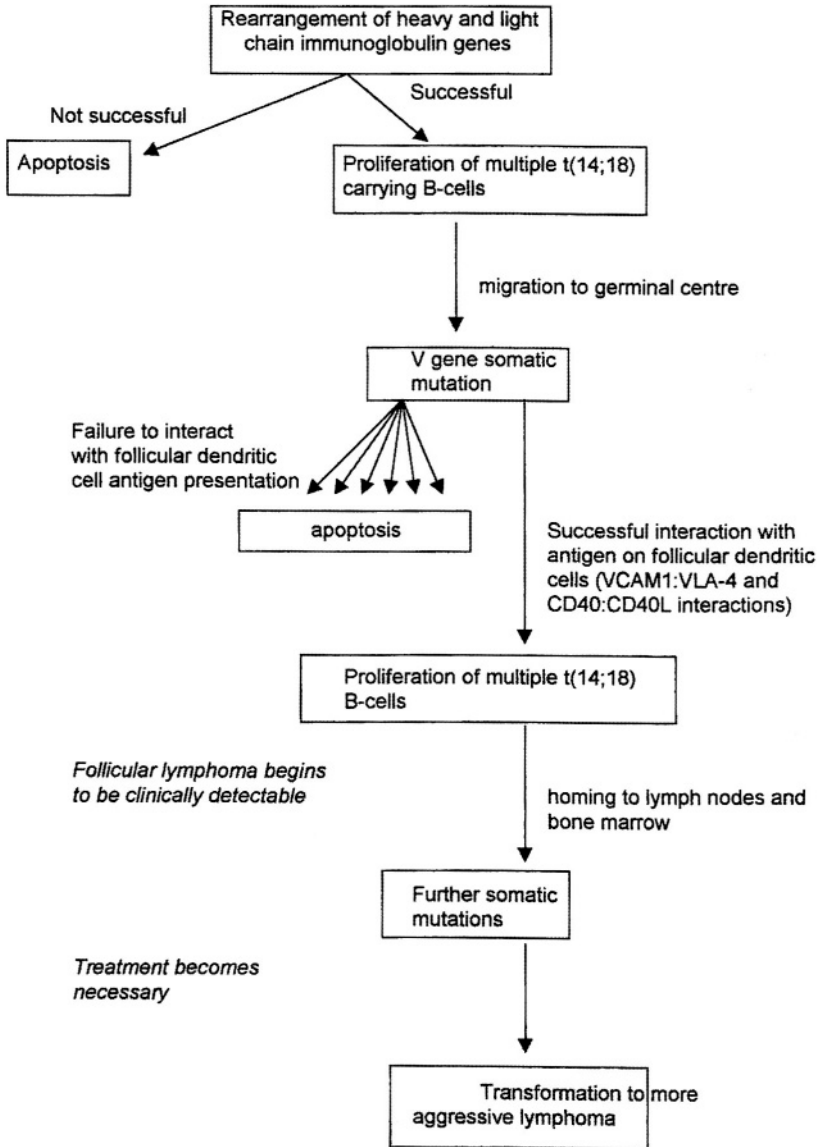 Rearrangement of heavy and light
chain immunoglobulin genes
Successful
Not successful
Apoptosis
Proliferation of multiple t(14;18)
carrying B-cells
migration to germinal centre
V gene somatic
mutation
Failure to interact
with follicular dendritic
cell antigen presentation
apoptosis
Successful interaction with
antigen on follicular dendritic
cells (VCAM1:VLA-4 and
CD40:CD40L interactions)
Proliferation of multiple t(14;18)
B-cells
Follicular lymphoma begins
to be clinically detectable
homing to lymph nodes and
bone marrow
Further somatic
mutations
Treatment becomes
necessary
Transformation to more
aggressive lymphoma